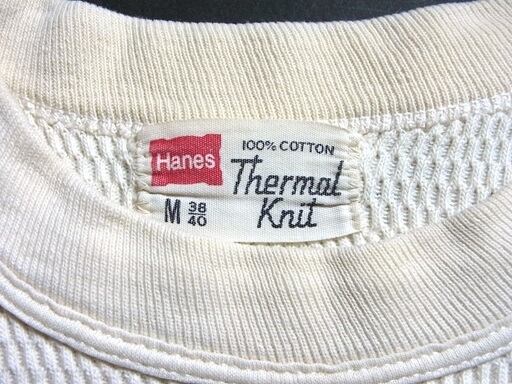 100% COTTON
Hanes
Thermal
Knit
M 38/40